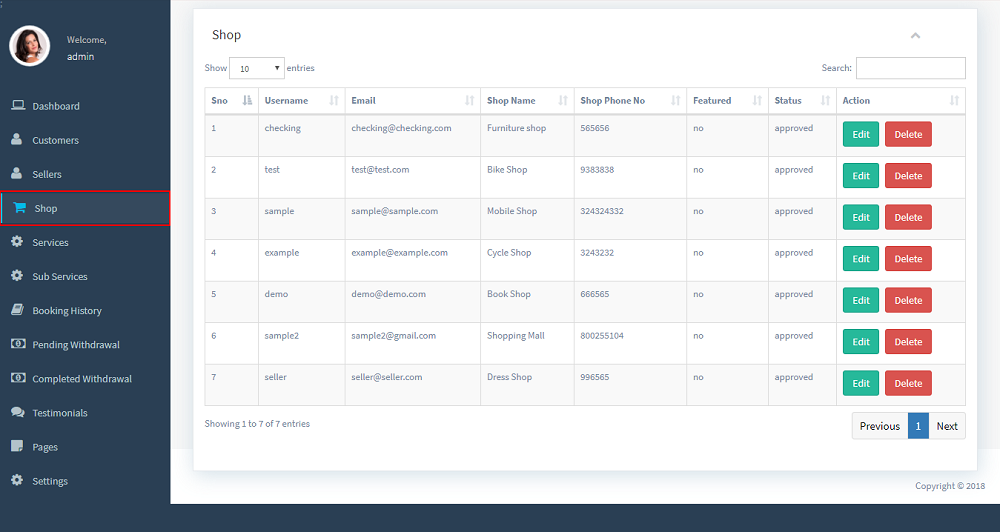 ;
Welcome,
admin
Dashboard
Customers
Sellers
Shop
Services
Sub Services
Booking History
Pending Withdrawal
Completed Withdrawal
Testimonials
Pages
Settings
Shop
Show 10 entries Search:
Sno Username Email Shop Name Shop Phone No Featured Status Action
1 checking checking@checking.com Furniture shop 565656 no approved Edit Delete
2 test test@test.com Bike Shop 9383838 no approved Edit Delete
3 sample sample@sample.com Mobile Shop 324324332 no approved Edit Delete
4 example example@example.com Cycle Shop 3243232 no approved Edit Delete
5 demo demo@demo.com Book Shop 666565 no approved Edit Delete
6 sample2 sample2@gmail.com Shopping Mall 800255104 no approved Edit Delete
7 seller seller@seller.com Dress Shop 996565 no approved Edit Delete
Showing 1 to 7 of 7 entries Previous 1 Next
Copyright © 2018